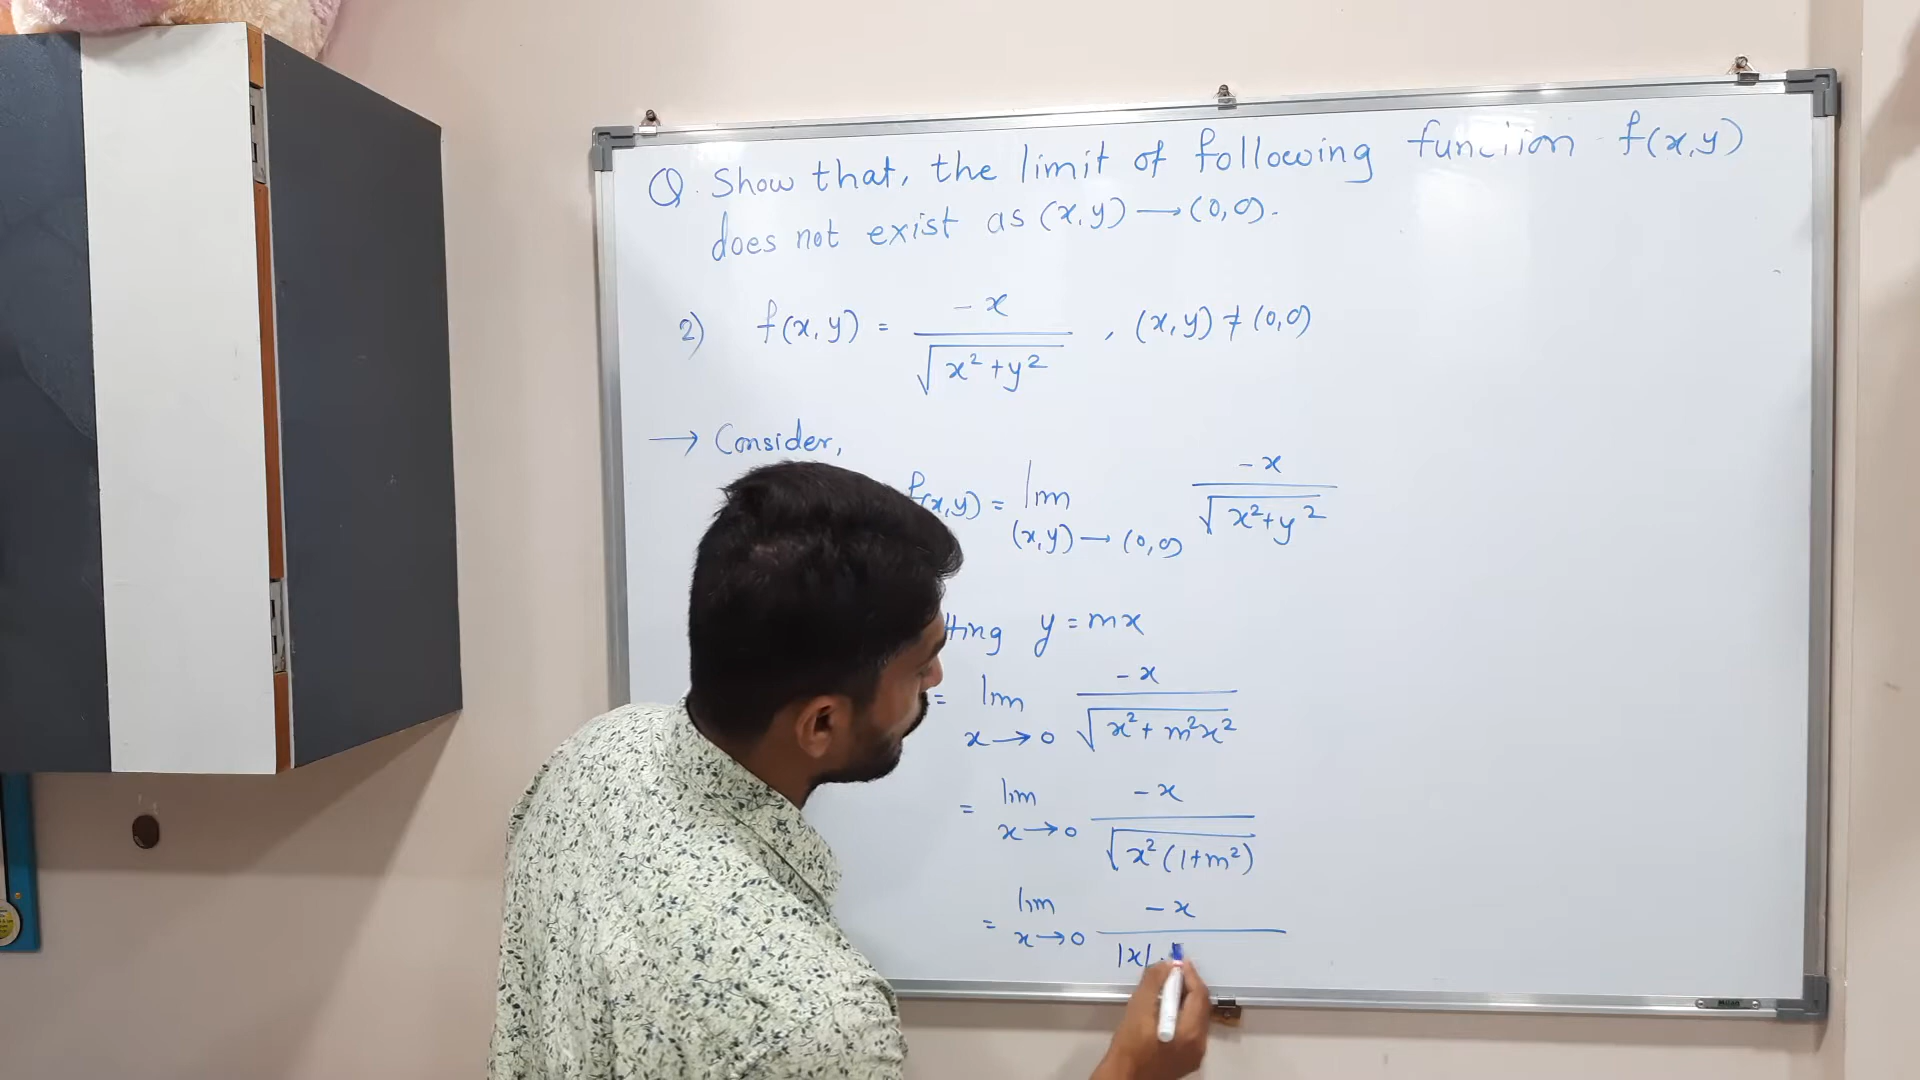 Q. Show that, the limit of following function f(x,y)
does not exist as (x,y) → (0,0).
2) f(x,y) = -x / √(x²+y²) , (x,y) ≠ (0,0)
→ Consider,
f(x,y) = lim (x,y) → (0,0) -x / √(x²+y²)
y = mx
= lim x → 0 -x / √(x² + m²x²)
= lim x → 0 -x / √(x²(1+m²))
= lim x → 0 -x / |x| .